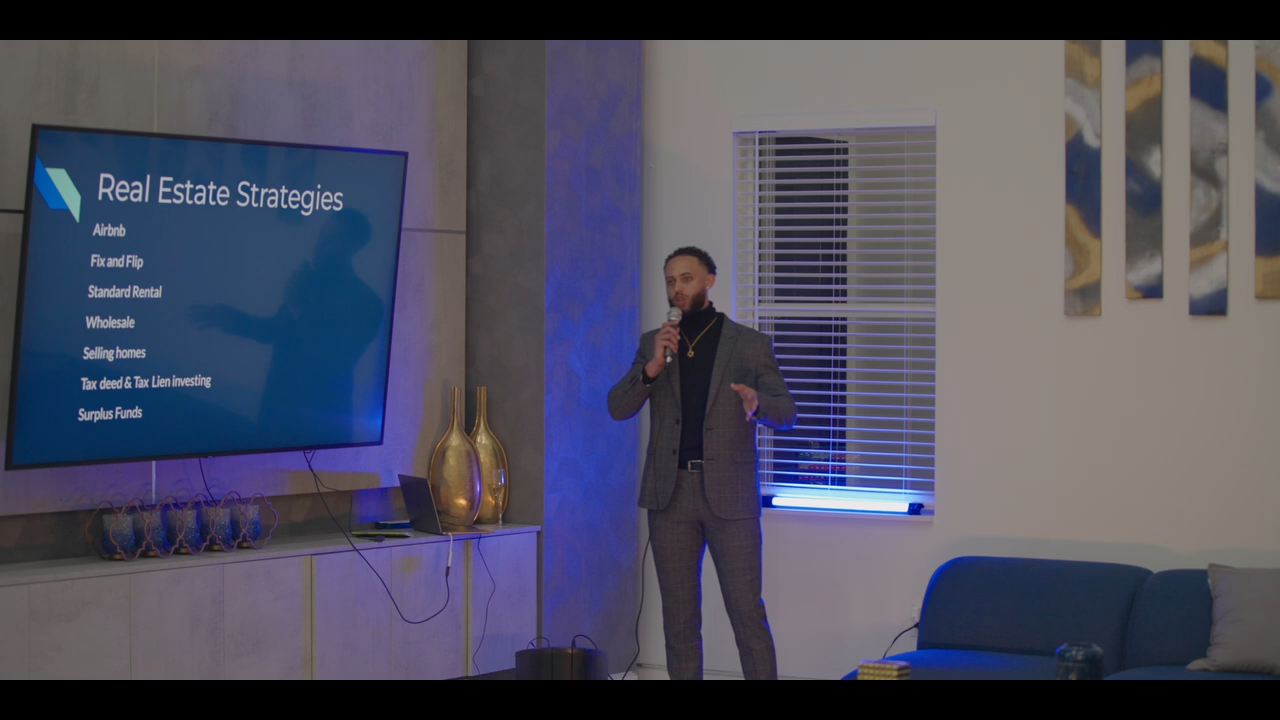 Real Estate Strategies
Airbnb
Fix and Flip
Standard Rental
Wholesale
Selling homes
Tax deed & Tax Lien investing
Surplus Funds